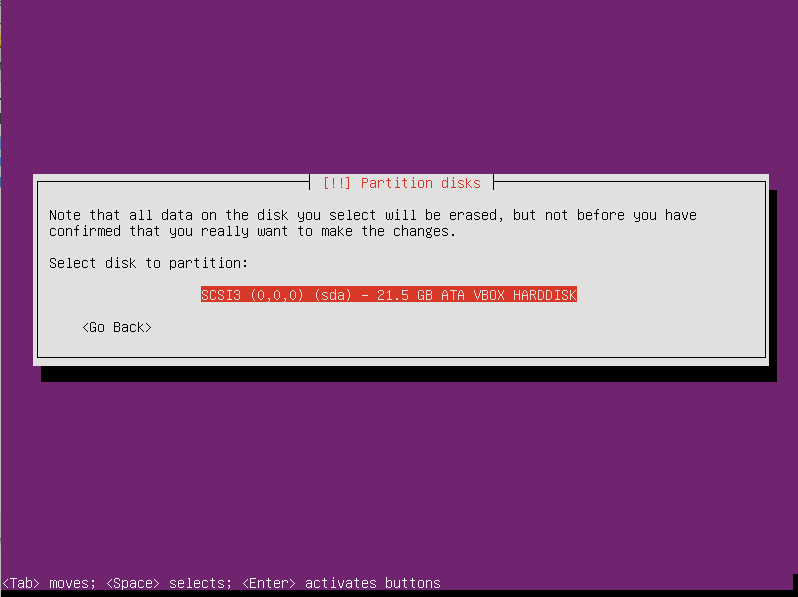 [!!] Partition disks
Note that all data on the disk you select will be erased, but not before you have
confirmed that you really want to make the changes.
Select disk to partition:
SCSI3 (0,0,0) (sda) - 21.5 GB ATA VBOX HARDDISK
<Go Back>
<Tab> moves; <Space> selects; <Enter> activates buttons